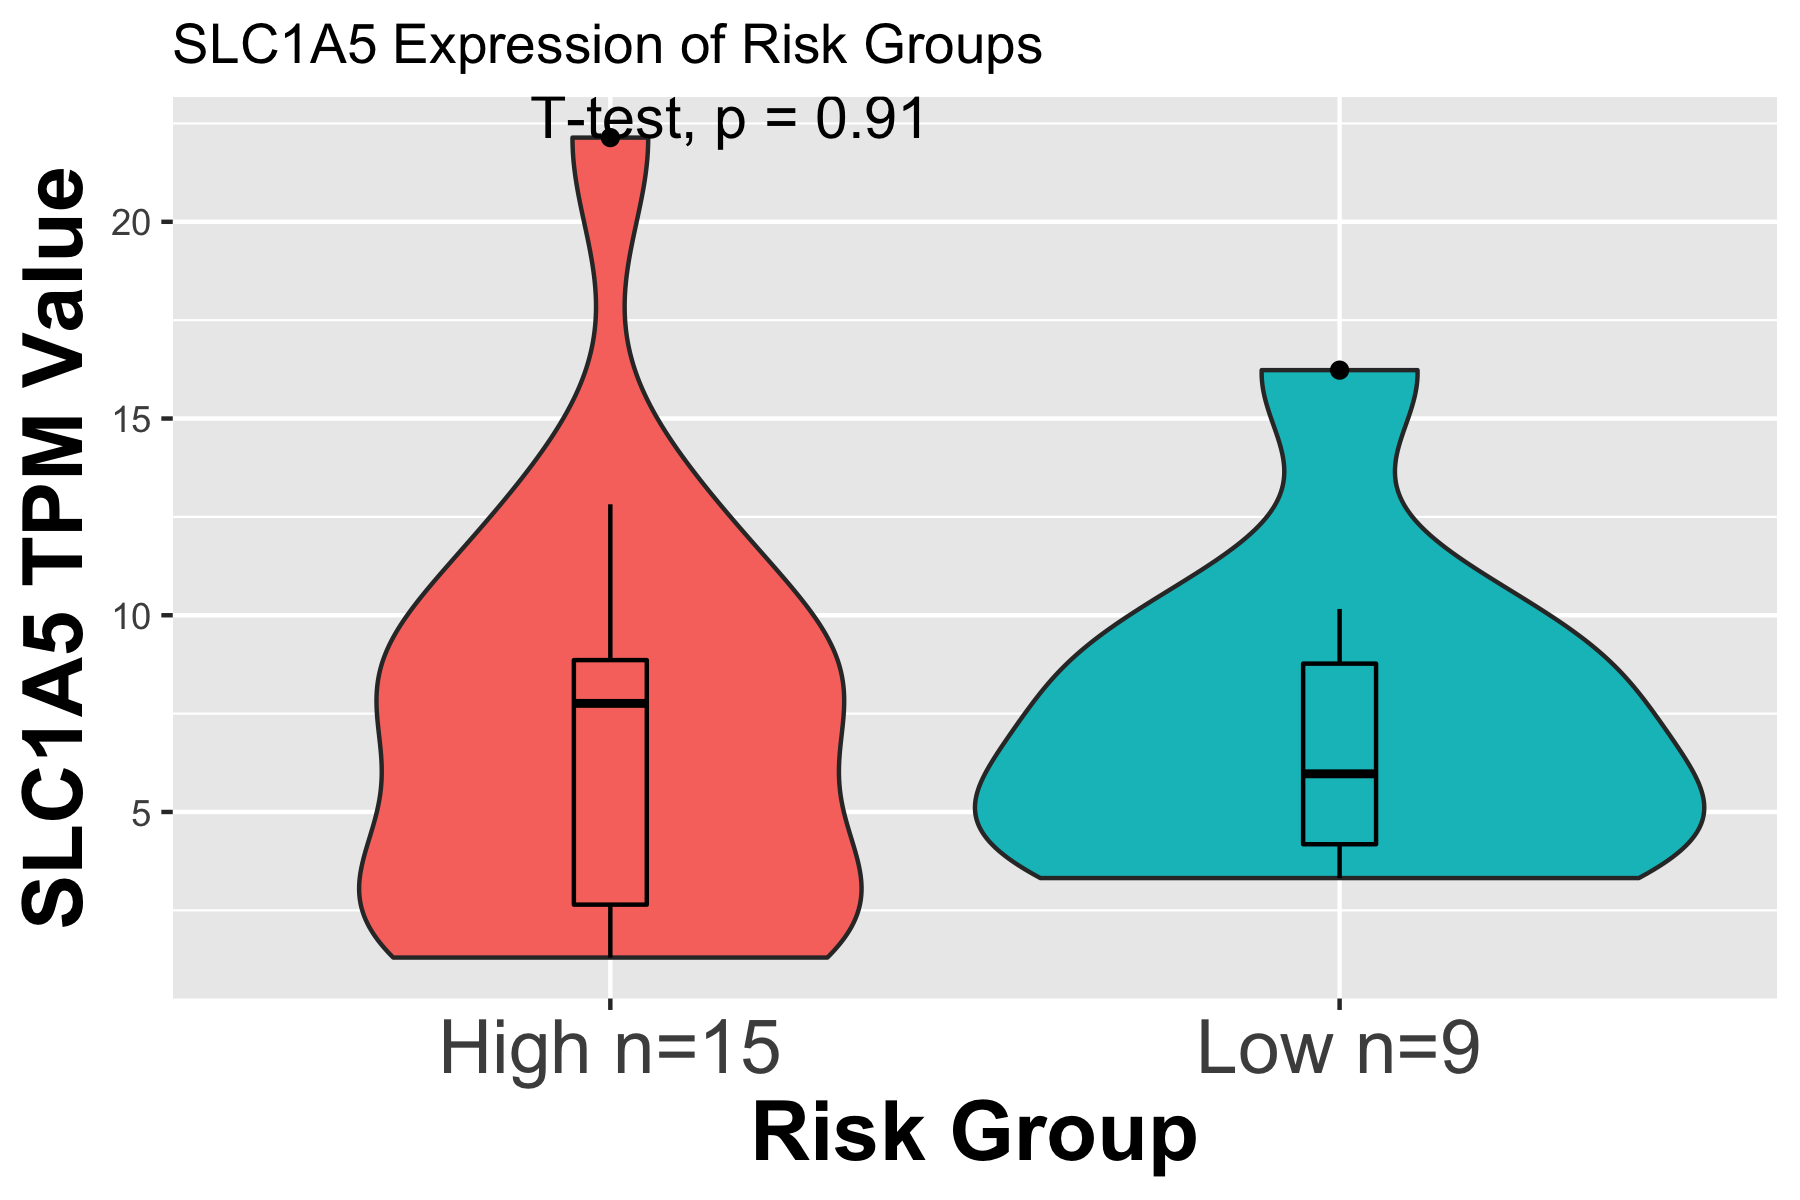 SLC1A5 Expression of Risk Groups
T-test, p = 0.91
SLC1A5 TPM Value
20
15
10
5
High n=15
Low n=9
Risk Group